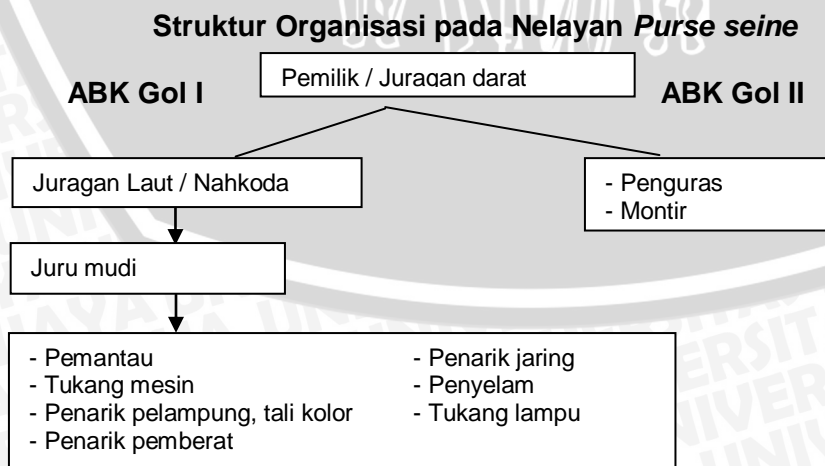 Struktur Organisasi pada Nelayan Purse seine
Pemilik / Juragan darat
ABK Gol I
ABK Gol II
Juragan Laut / Nahkoda
- Penguras
- Montir
Juru mudi
- Pemantau
- Tukang mesin
- Penarik pelampung, tali kolor
- Penarik pemberat
- Penarik jaring
- Penyelam
- Tukang lampu